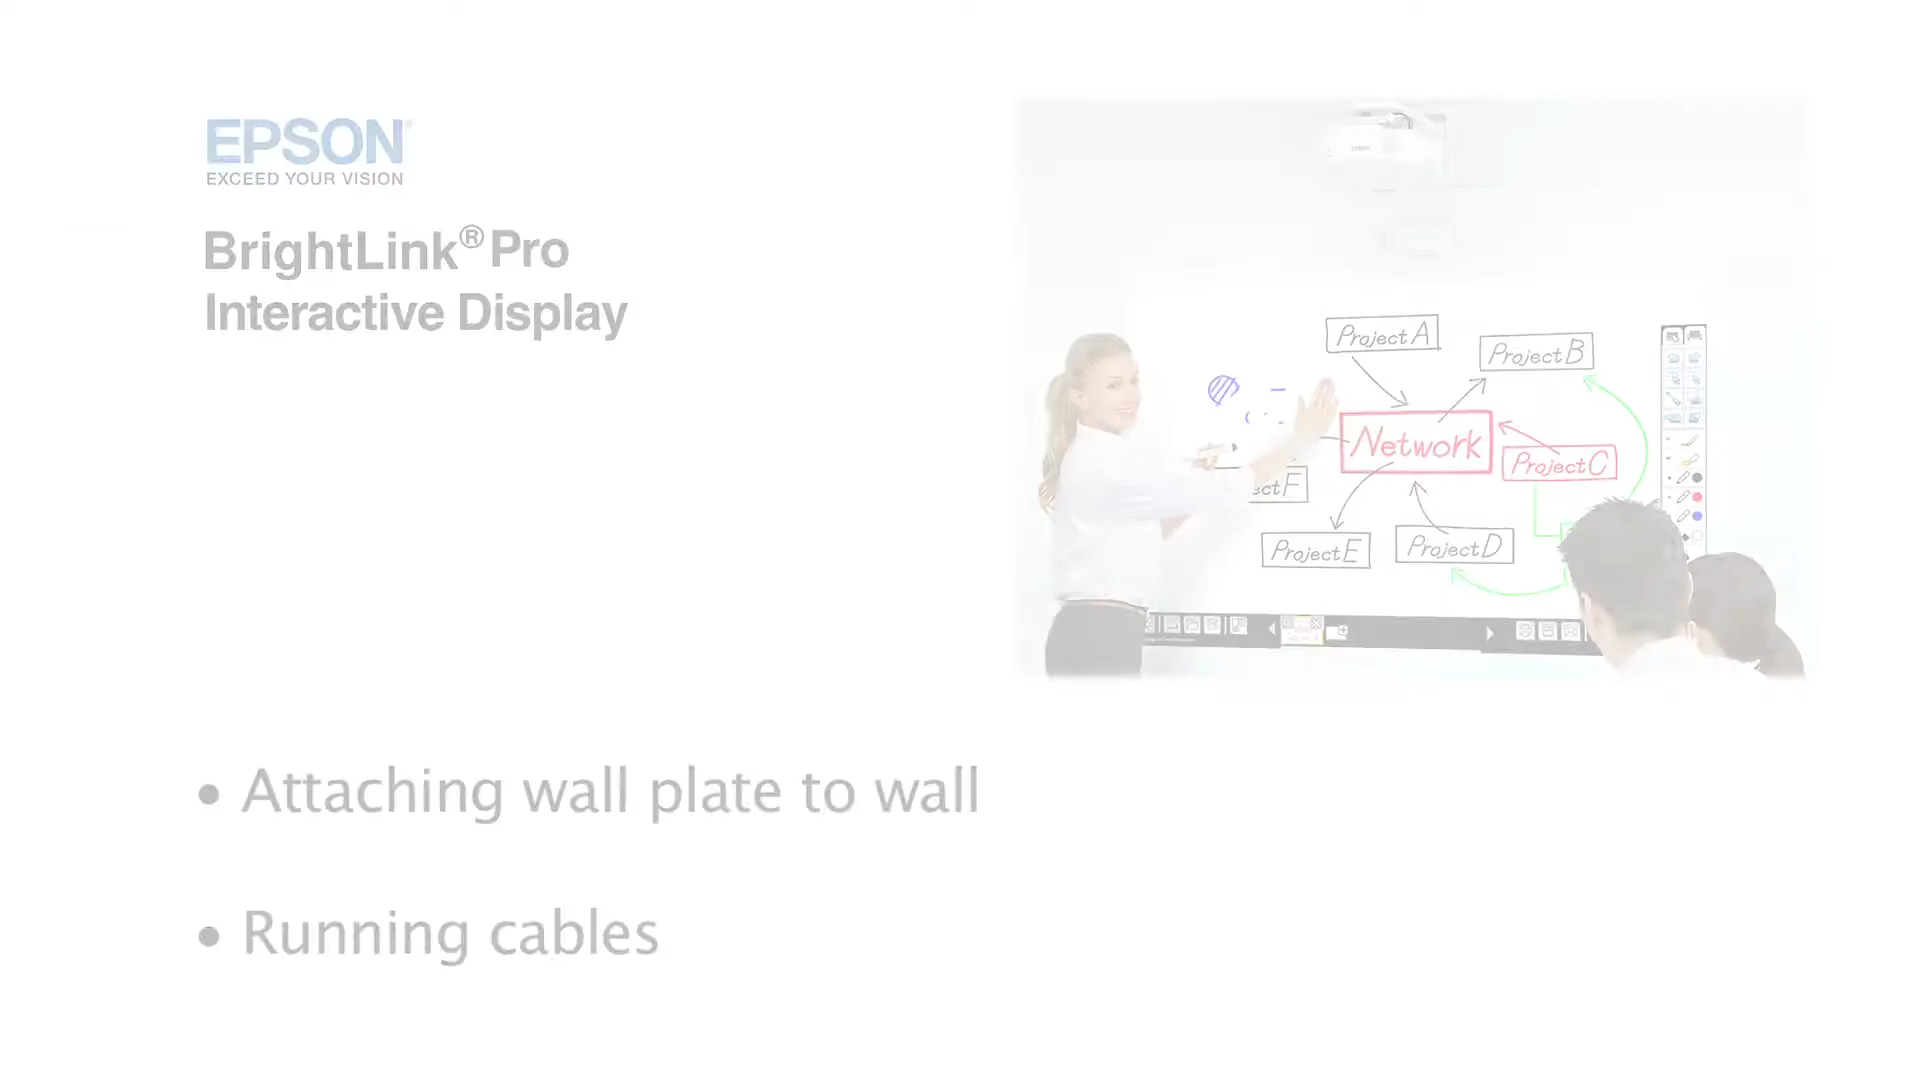 EPSON
EXCEED YOUR VISION
BrightLink® Pro
Interactive Display
Project A
Project B
Network
Project C
ectF
Project E
Project D
• Attaching wall plate to wall
• Running cables